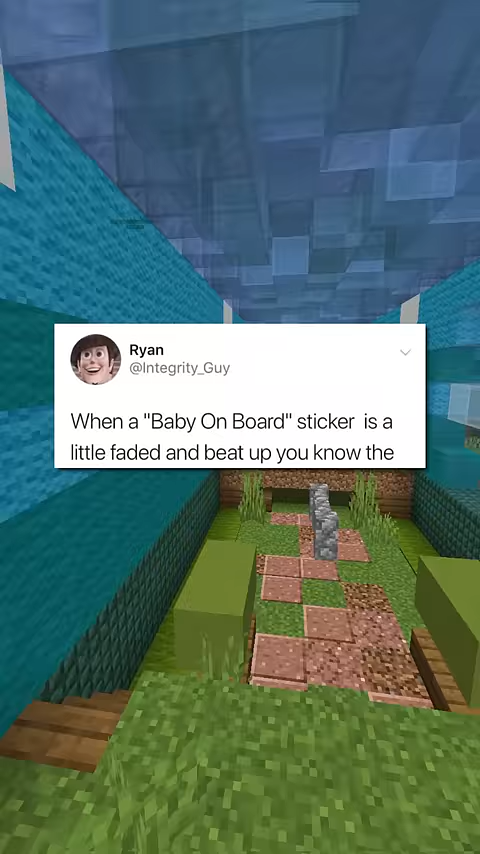 Ryan
@Integrity_Guy
When a "Baby On Board" sticker  is a
little faded and beat up you know the